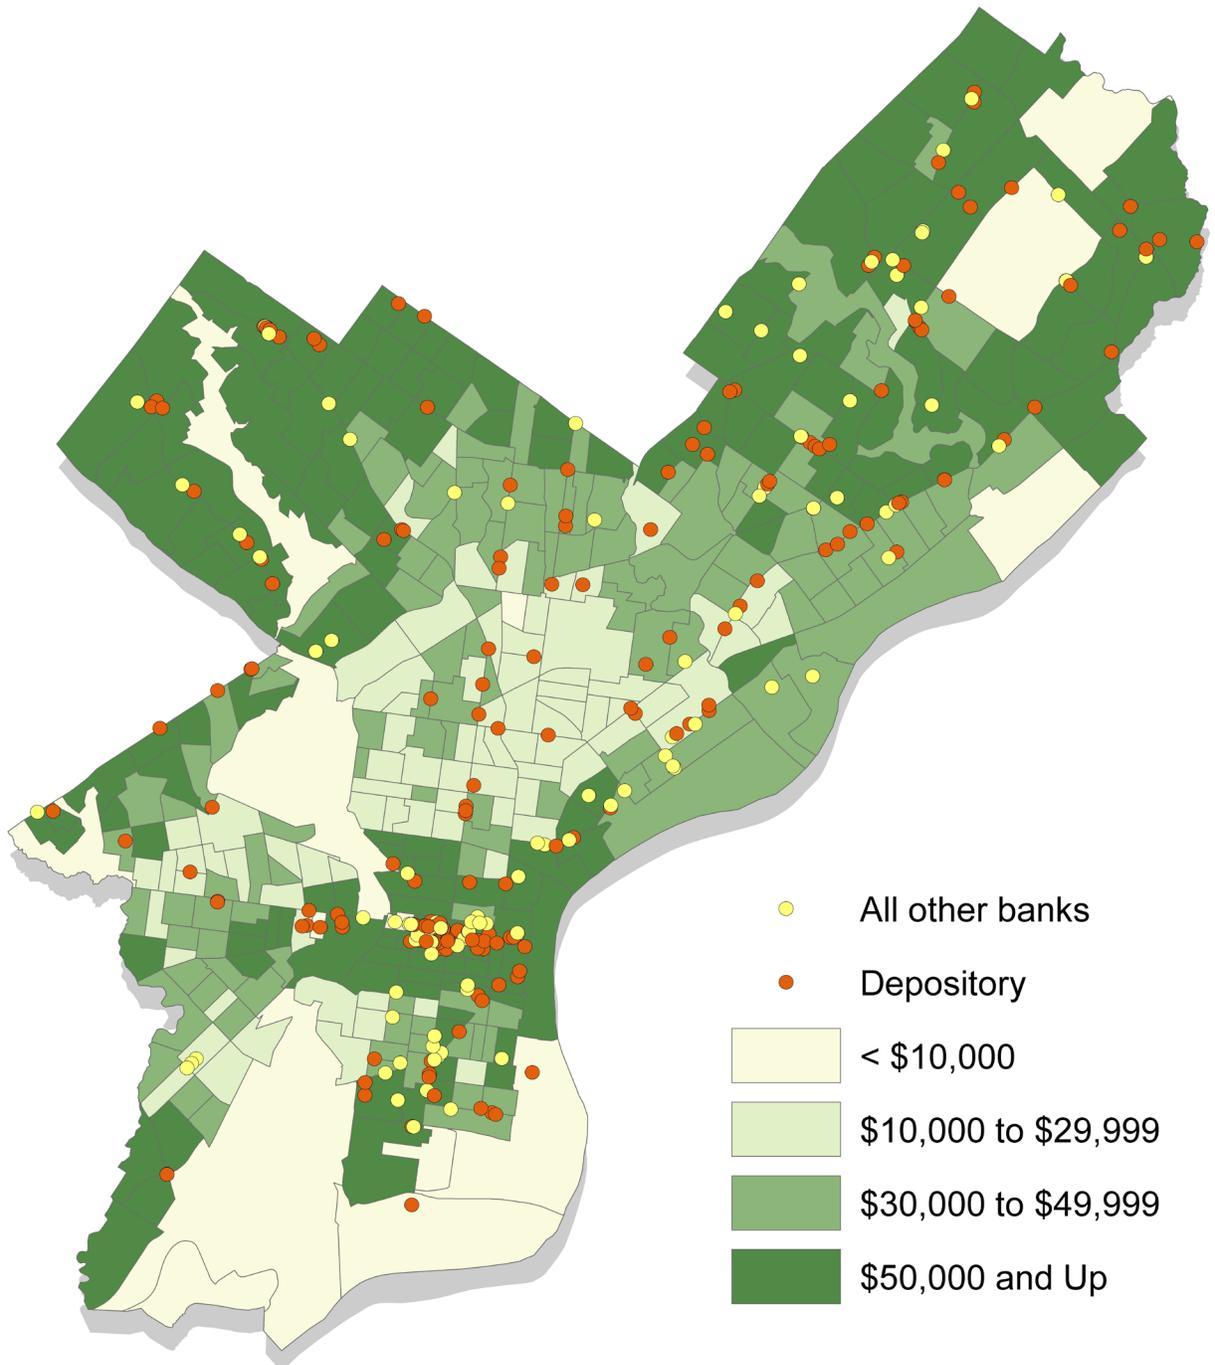 All other banks
Depository
< $10,000
$10,000 to $29,999
$30,000 to $49,999
$50,000 and Up